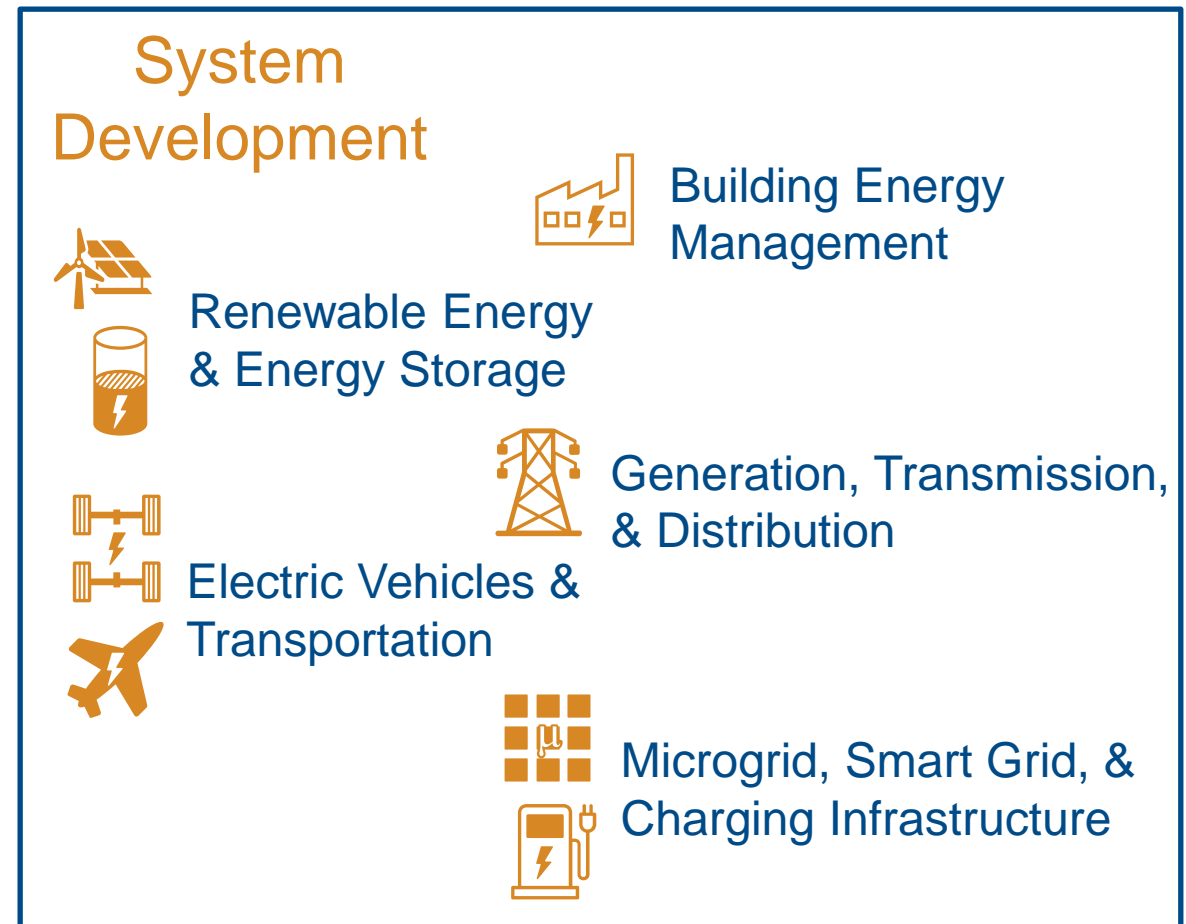 System
Development
Building Energy
Management
Renewable Energy
& Energy Storage
Generation, Transmission,
& Distribution
Electric Vehicles &
Transportation
μ
Microgrid, Smart Grid, &
Charging Infrastructure